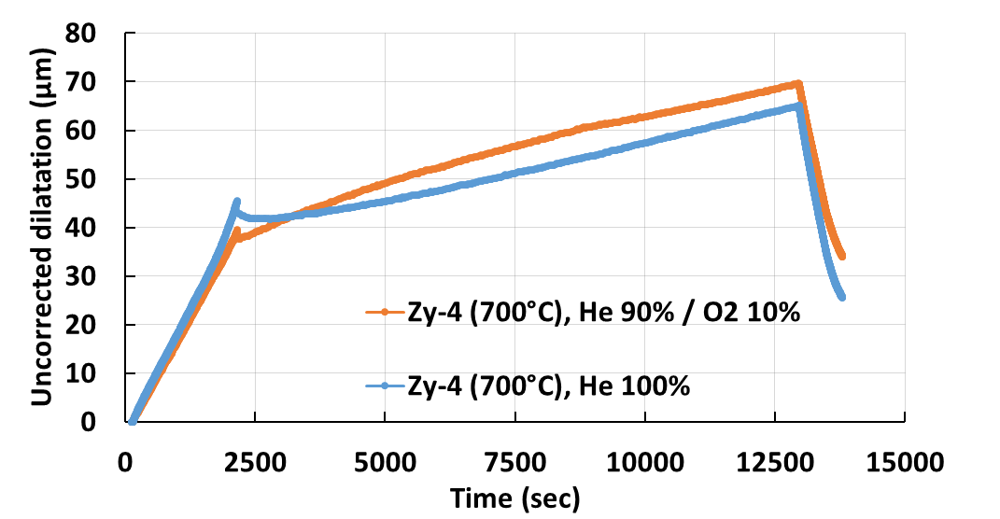 Uncorrected dilatation (µm)
80
70
60
50
40
30
20
10
0
Zy-4 (700°C), He 90% / O2 10%
Zy-4 (700°C), He 100%
0 2500 5000 7500 10000 12500 15000
Time (sec)